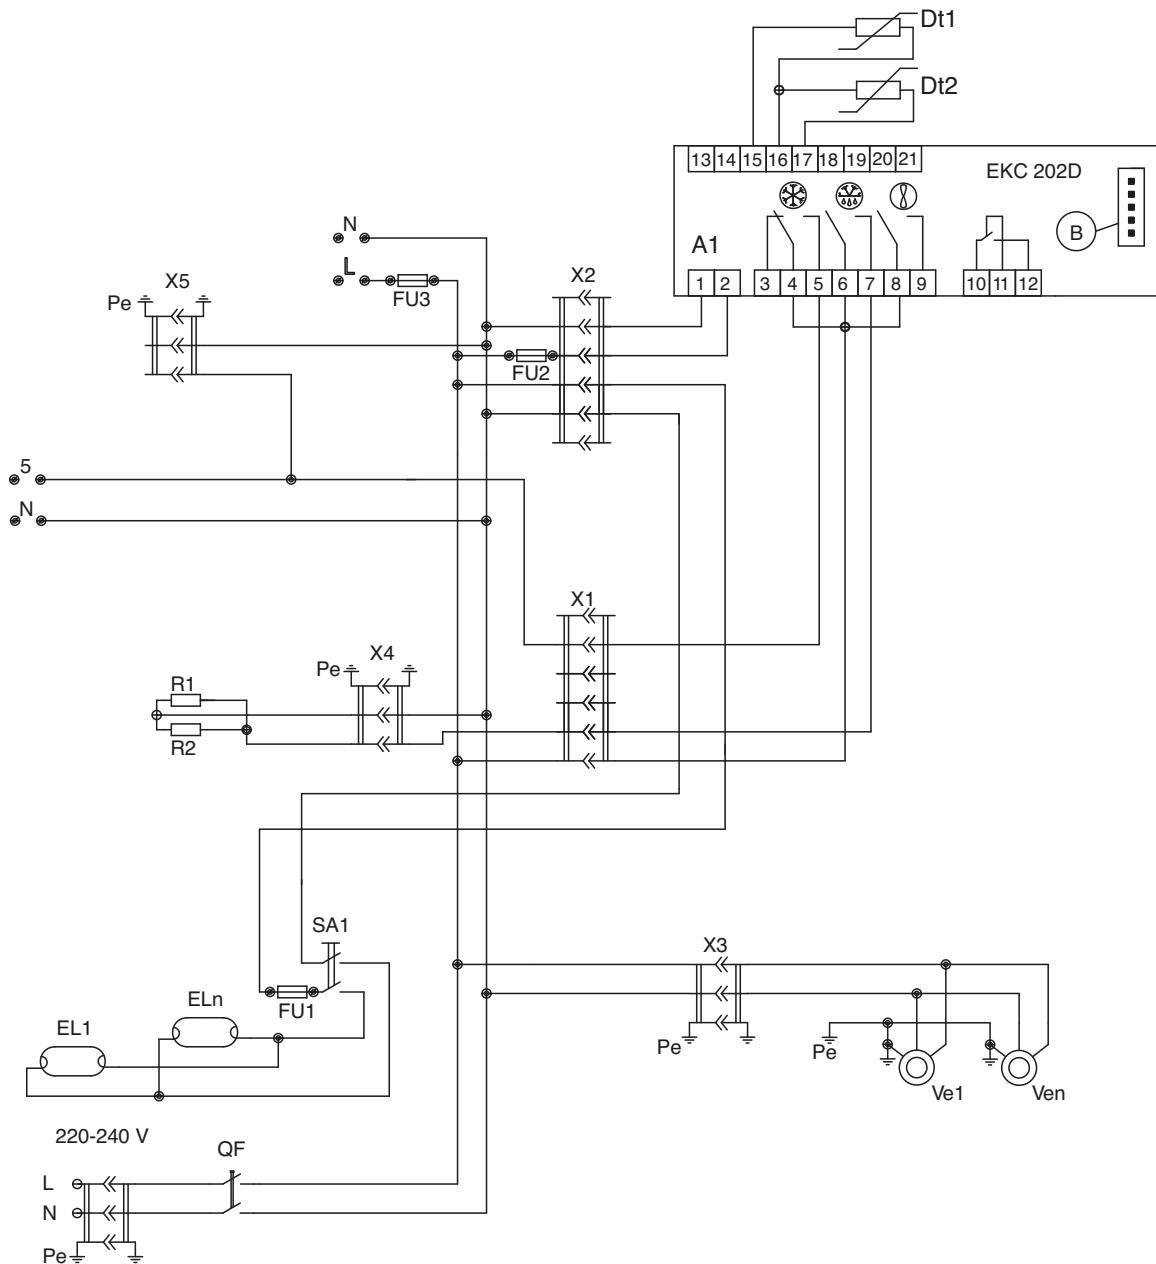 Dt1
Dt2
13 14 15 16 17 18 19 20 21
EKC 202D
B
A1
1 2 3 4 5 6 7 8 9 10 11 12
N
L
FU3
X2
X5
Pe
FU2
5
N
X1
X4
Pe
R1
R2
SA1
X3
FU1
ELn
EL1
Pe
Pe
Ve1
Ven
220-240 V
QF
L
N
Pe